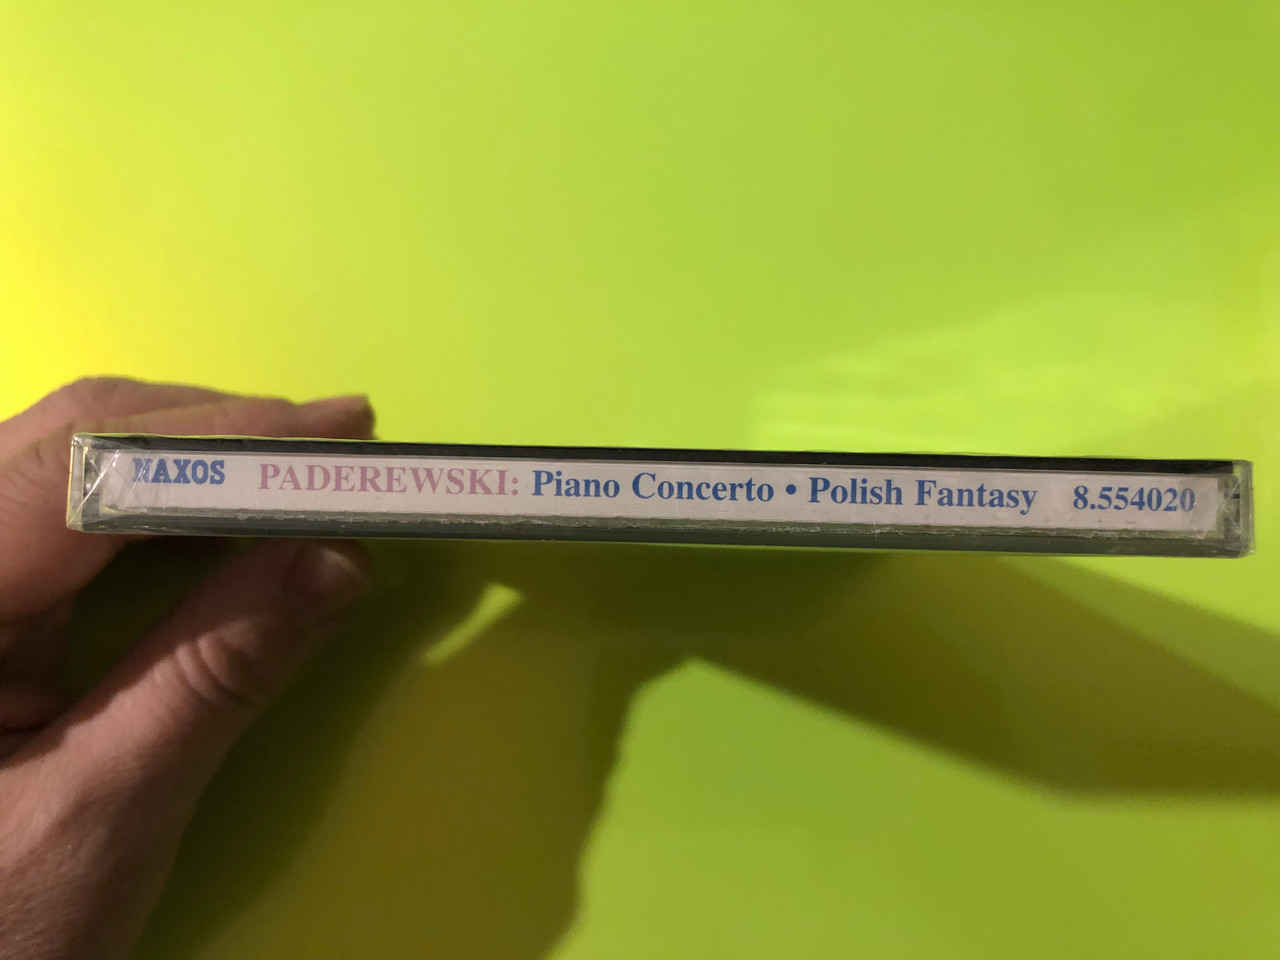 NAXOS PADEREWSKI: Piano Concerto • Polish Fantasy 8.554020